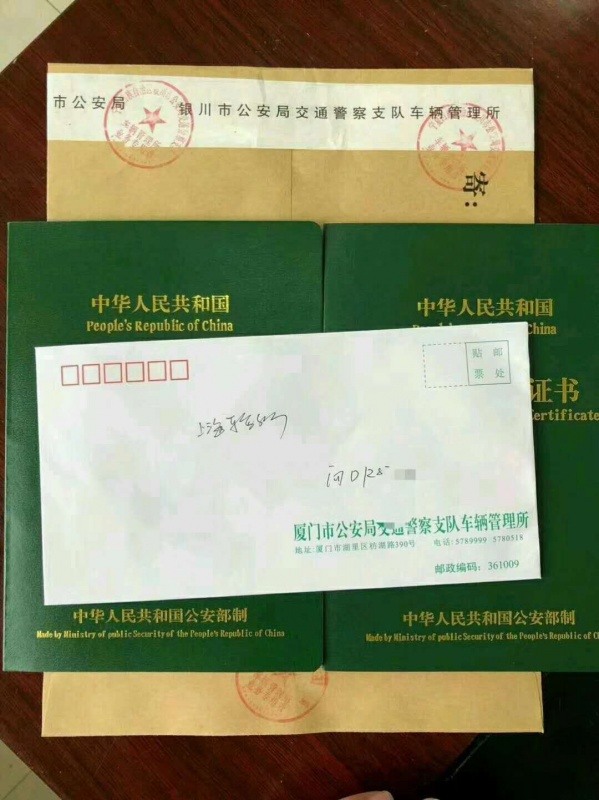 市公安局 银川市公安局交通警察支队车辆管理所
寄:
中华人民共和国
People's Republic of China
中华人民共和国
China
证书
Certificate
贴邮
票处
上海
闽D
厦门市公安局交通警察支队车辆管理所
地址:厦门市湖里区枋湖路390号 电话:5789999 5780518
邮政编码:361009
中华人民共和国公安部制
Made by Ministry of public Security of the People's Republic of China
中华人民共和国公安部制
Made by Ministry of public Security of the People's Republic of